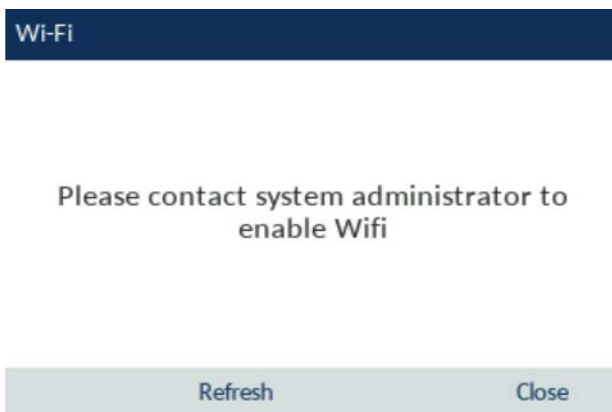 Wi-Fi
Please contact system administrator to
enable Wifi
Refresh
Close